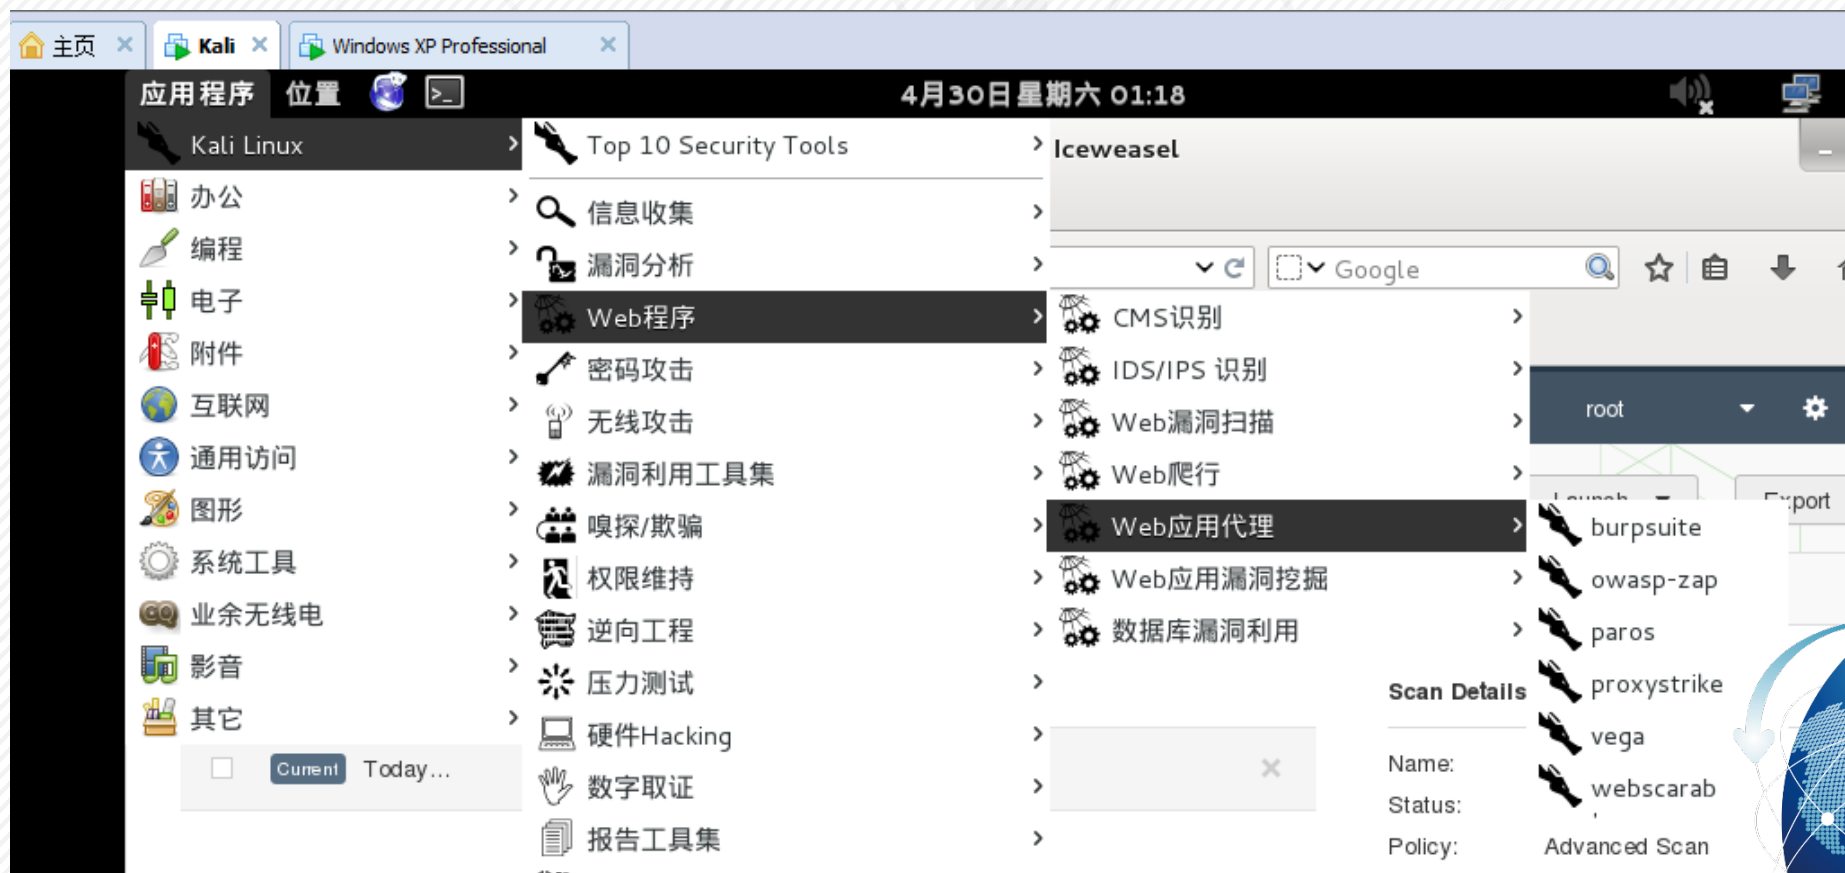 主页
Kali
Windows XP Professional
应用程序 位置
4月30日星期六 01:18
Kali Linux
办公
编程
电子
附件
互联网
通用访问
图形
系统工具
业余无线电
影音
其它
Current Today...
Top 10 Security Tools
信息收集
漏洞分析
Web程序
密码攻击
无线攻击
漏洞利用工具集
嗅探/欺骗
权限维持
逆向工程
压力测试
硬件Hacking
数字取证
报告工具集
Iceweasel
Google
CMS识别
IDS/IPS 识别
Web漏洞扫描
Web爬行
Web应用代理
Web应用漏洞挖掘
数据库漏洞利用
root
Launch
Export
burpsuite
owasp-zap
paros
proxystrike
vega
webscarab
Scan Details
Name:
Status:
Policy: Advanced Scan